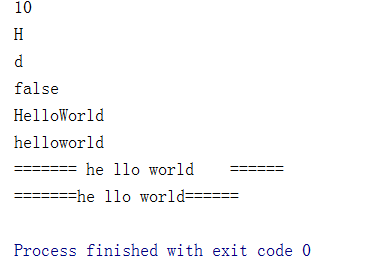 10
H
d
false
HelloWorld
helloworld
======= he llo world    ======
=======he llo world======
Process finished with exit code 0